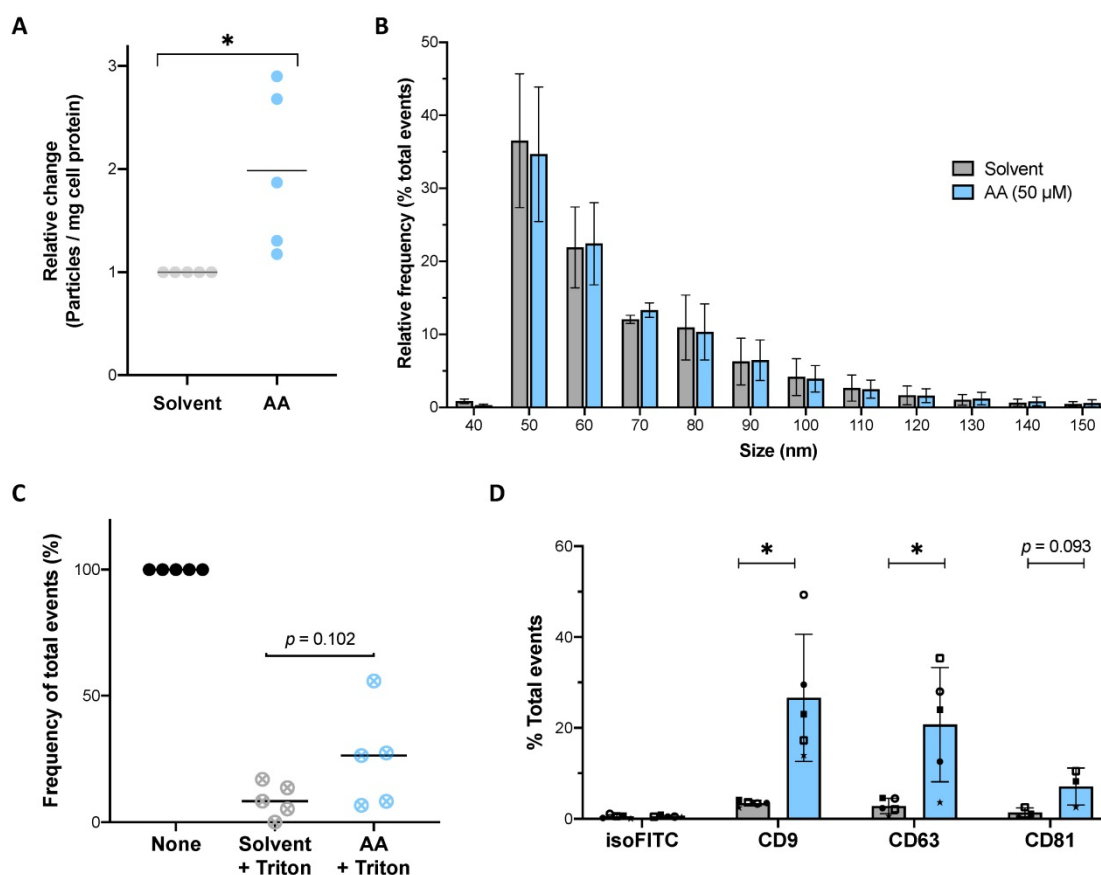 A
*
3
2
1
0
Relative change
(Particles / mg cell protein)
Solvent
AA
B
50
40
30
20
10
0
Relative frequency (% total events)
Solvent
AA (50 µM)
40
50
60
70
80
90
100
110
120
130
140
150
Size (nm)
C
100
50
0
Frequency of total events (%)
p = 0.102
None
Solvent
+ Triton
AA
+ Triton
D
60
40
20
0
% Total events
*
*
p = 0.093
isoFITC
CD9
CD63
CD81